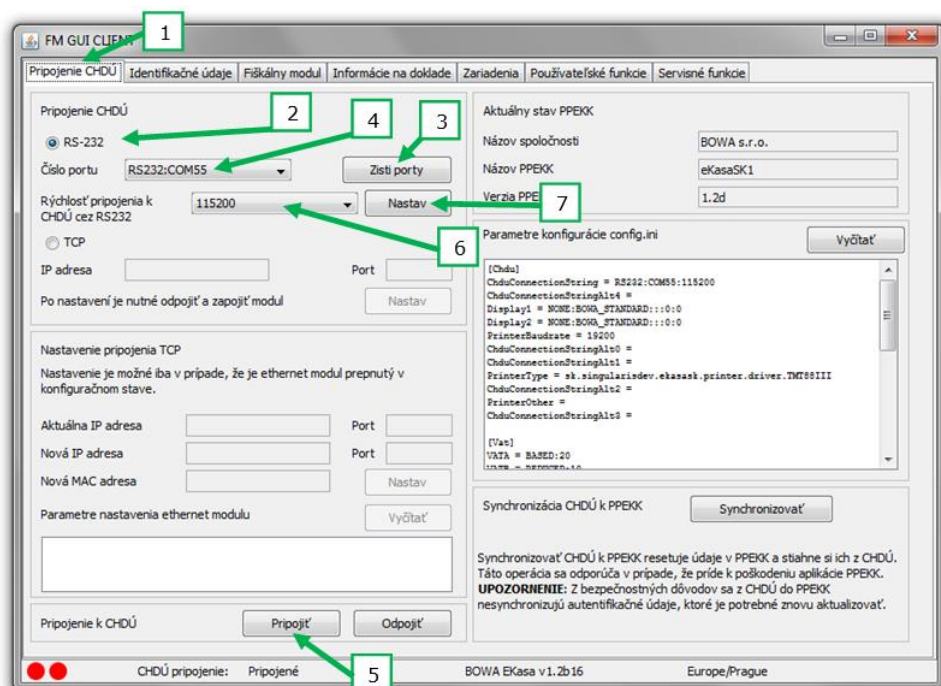 1
FM GUI CLIENT
Pripojenie CHDÚ
Identifikačné údaje
Fiškálny modul
Informácie na doklade
Zariadenia
Používateľské funkcie
Servisné funkcie
Pripojenie CHDÚ
2
4
3
RS-232
Číslo portu
RS232:COM55
Zisti porty
Rýchlosť pripojenia k
CHDÚ cez RS232
115200
Nastav
7
6
TCP
IP adresa
Port
Po nastavení je nutné odpojiť a zapojiť modul
Nastav
Nastavenie pripojenia TCP
Nastavenie je možné iba v prípade, že je ethernet modul prepnutý v
konfiguračnom stave.
Aktuálna IP adresa
Port
Nová IP adresa
Port
Nová MAC adresa
Nastav
Parametre nastavenia ethernet modulu
Vyčítať
Pripojenie k CHDÚ
Pripojiť
Odpojiť
5
Aktuálny stav PPEKK
Názov spoločnosti
BOWA s.r.o.
Názov PPEKK
eKasaSK1
Verzia
1.2d
Parametre konfigurácie config.ini
Vyčítať
[Chdu]
ChduConnectionString = RS232:COM55:115200
ChduConnectionStringAlt4 =
Display1 = NONE:BOWA_STANDARD:::0:0
Display2 = NONE:BOWA_STANDARD:::0:0
PrinterBaudrate = 19200
ChduConnectionStringAlt0 =
ChduConnectionStringAlt1 =
PrinterType = sk.singularisdev.ekasask.printer.driver.TMT88III
ChduConnectionStringAlt2 =
PrinterOther =
ChduConnectionStringAlt3 =
[Vat]
VATA = BASED:20
Synchronizácia CHDÚ k PPEKK
Synchronizovať
Synchronizovať CHDÚ k PPEKK resetuje údaje v PPEKK a stiahne si ich z CHDÚ.
Táto operácia sa odporúča v prípade, že príde k poškodeniu aplikácie PPEKK.
UPOZORNENIE: Z bezpečnostných dôvodov sa z CHDÚ do PPEKK
nesynchronizujú autentifikačné údaje, ktoré je potrebné znovu aktualizovať.
CHDÚ pripojenie:
Pripojené
BOWA EKasa v1.2b16
Europe/Prague